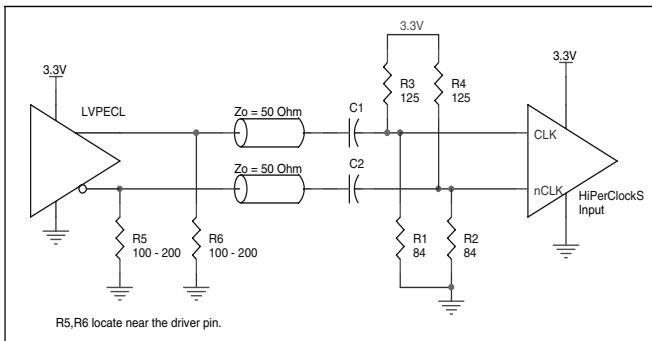 3.3V
3.3V
3.3V
LVPECL
Zo = 50 Ohm
C1
R3
125
R4
125
CLK
Zo = 50 Ohm
C2
nCLK
HiPerClockS
Input
R5
100 - 200
R6
100 - 200
R1
84
R2
84
R5,R6 locate near the driver pin.